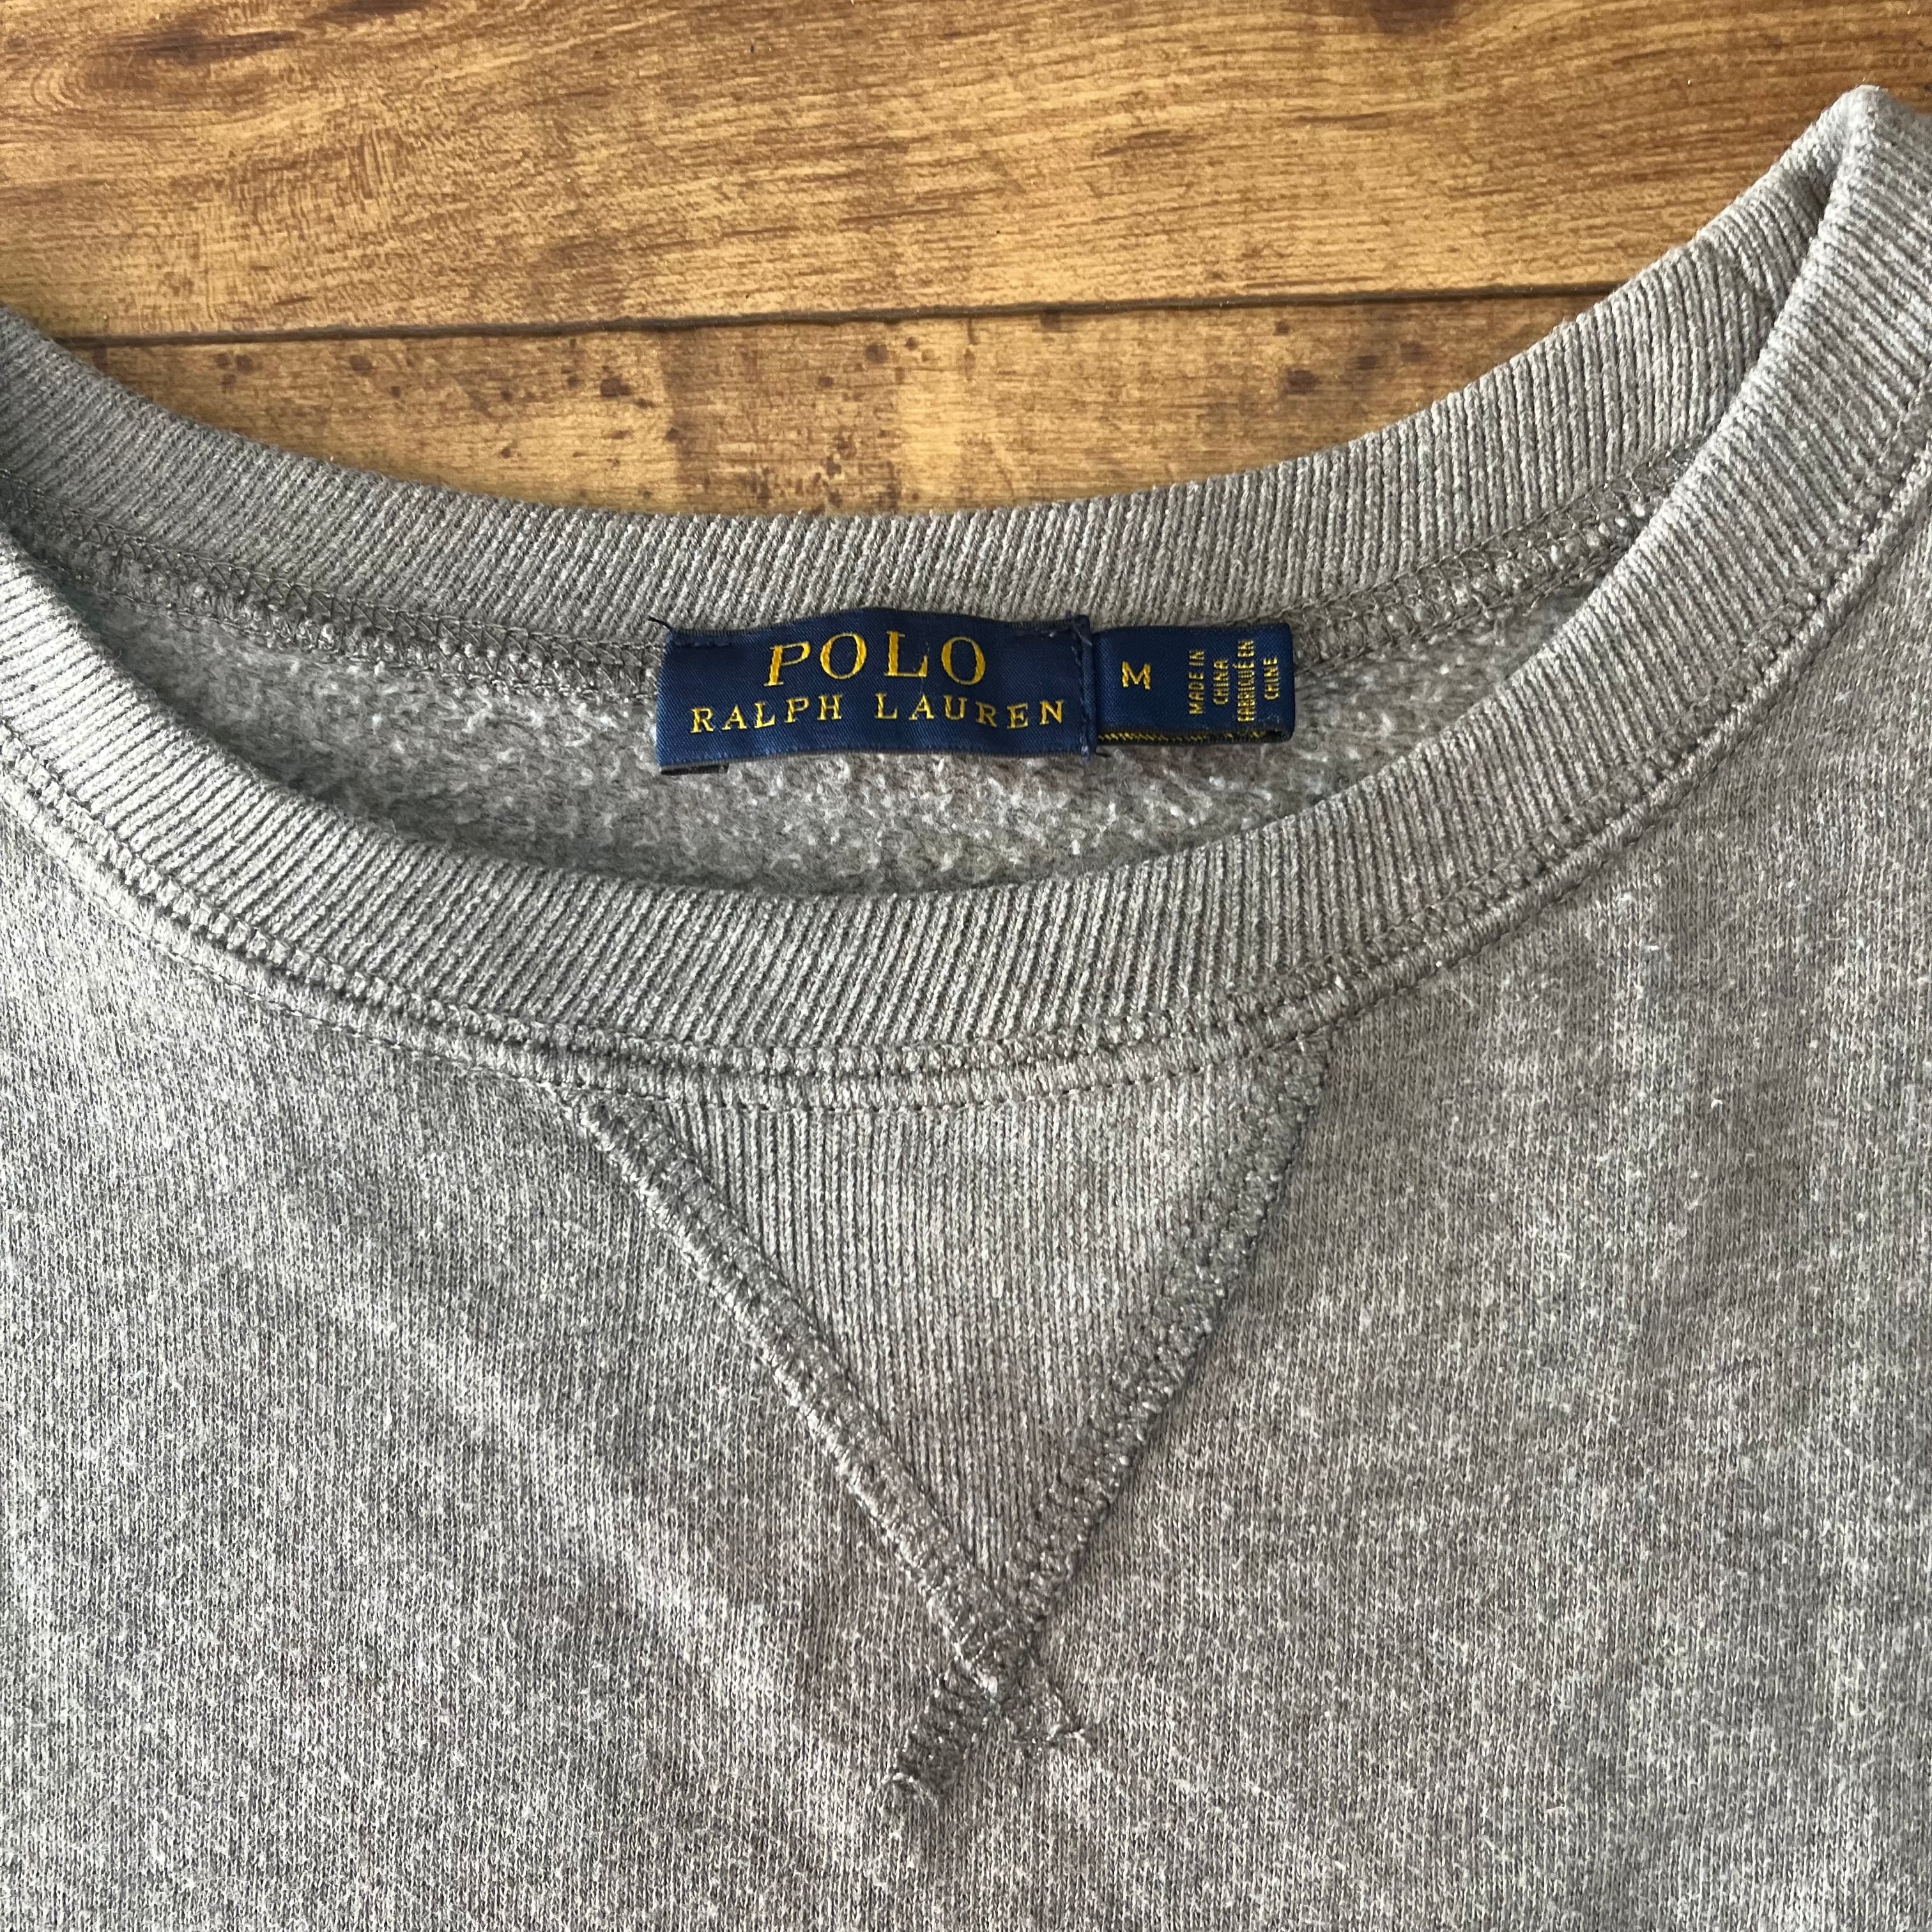 POLO
RALPH LAUREN
M
MADE IN
CHINA
FABRIQUÉ EN
CHINE